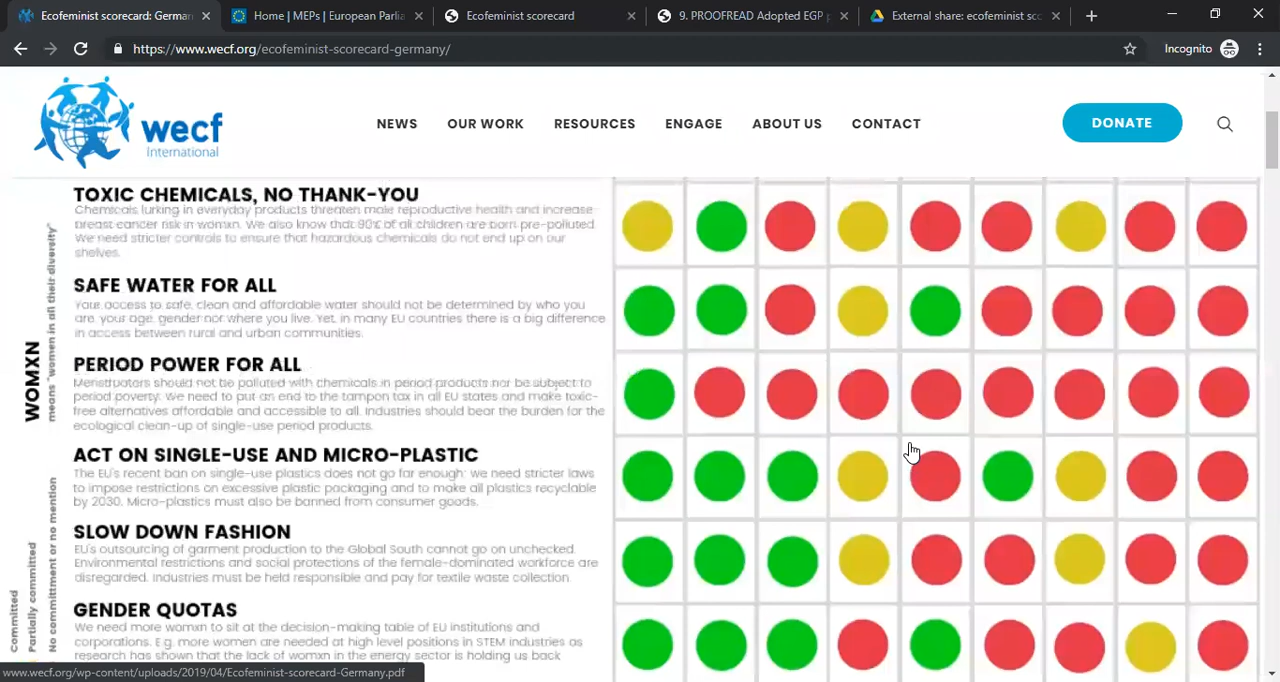 Ecofeminist scorecard: German
Home | MEPs | European Parlia
Ecofeminist scorecard
9. PROOFREAD Adopted EGP p
External share: ecofeminist sco
https://www.wecf.org/ecofeminist-scorecard-germany/
Incognito
wecf
International
NEWS
OUR WORK
RESOURCES
ENGAGE
ABOUT US
CONTACT
DONATE
WOMXN
means "women in all their diversity"
Committed
Partially committed
No committment or no mention
TOXIC CHEMICALS, NO THANK-YOU
Chemicals lurking in everyday products threaten male reproductive health and increase
breast cancer risk in womxn. We also know that 90% of all children are born pre-polluted.
We need stricter controls to ensure that hazardous chemicals do not end up on our
shelves.
SAFE WATER FOR ALL
Your access to safe, clean and affordable water should not be determined by who you
are, your age, gender nor where you live. Yet, in many EU countries there is a big difference
in access between rural and urban communities.
PERIOD POWER FOR ALL
Menstruators should not be polluted with chemicals in period products nor be subject to
period poverty. We need to put an end to the tampon tax in all EU states and make toxic-
free alternatives affordable and accessible to all. Industries should bear the burden for the
ecological clean-up of single-use period products.
ACT ON SINGLE-USE AND MICRO-PLASTIC
The EU's recent ban on single-use plastics does not go far enough: we need stricter laws
to impose restrictions on excessive plastic packaging and to make all plastics recyclable
by 2030. Micro-plastics must also be banned from consumer goods.
SLOW DOWN FASHION
EU's outsourcing of garment production to the Global South cannot go on unchecked.
Environmental restrictions and social protections of the female-dominated workforce are
disregarded. Industries must be held responsible and pay for textile waste collection.
GENDER QUOTAS
We need more womxn to sit at the decision-making table of EU institutions and
corporations. E.g. more women are needed at high level positions in STEM industries as
research has shown that the lack of womxn in the energy sector is holding us back
www.wecf.org/wp-content/uploads/2019/04/Ecofeminist-scorecard-Germany.pdf